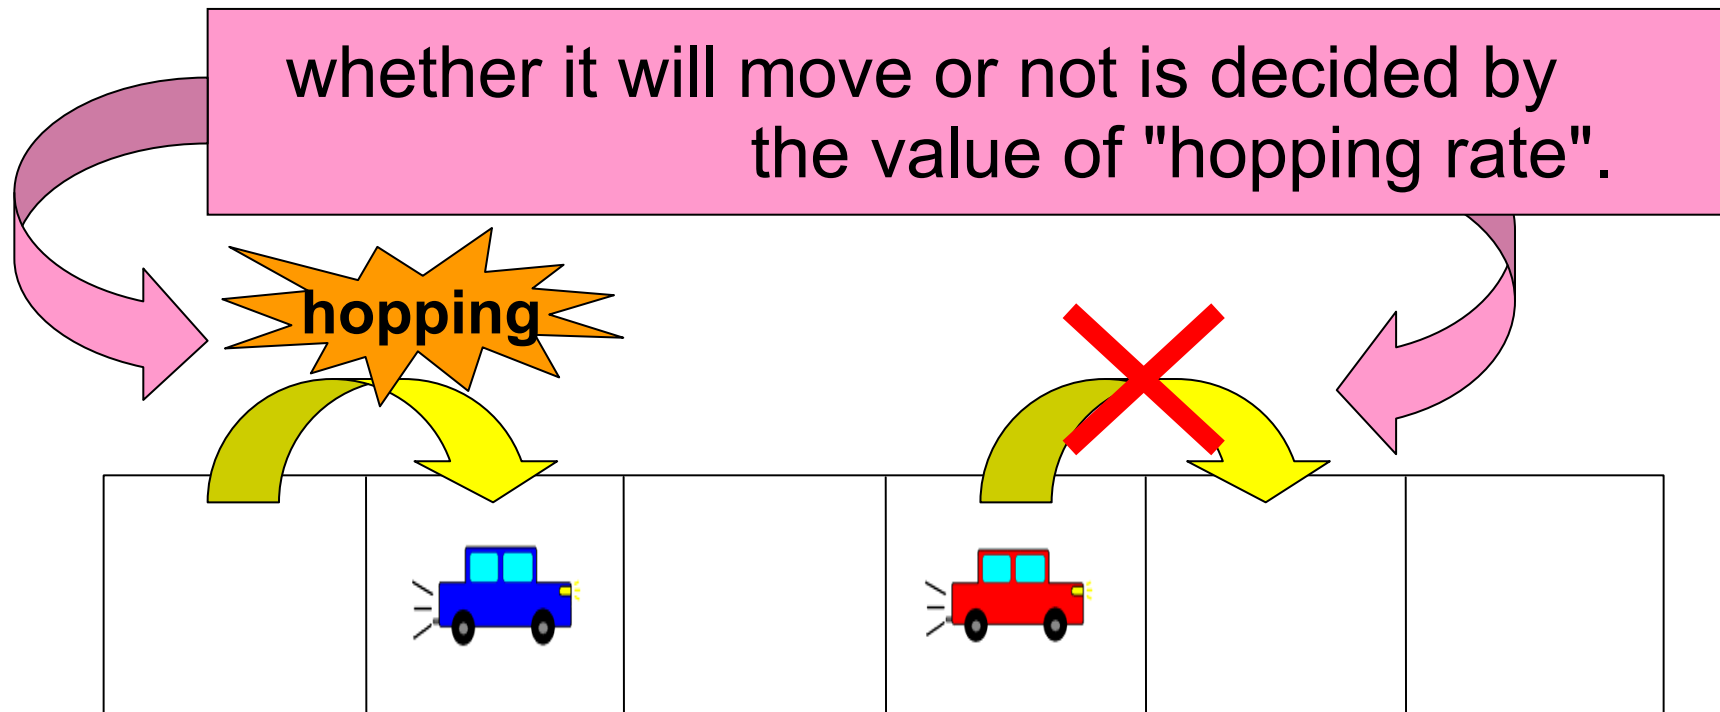 whether it will move or not is decided by
the value of "hopping rate".
hopping